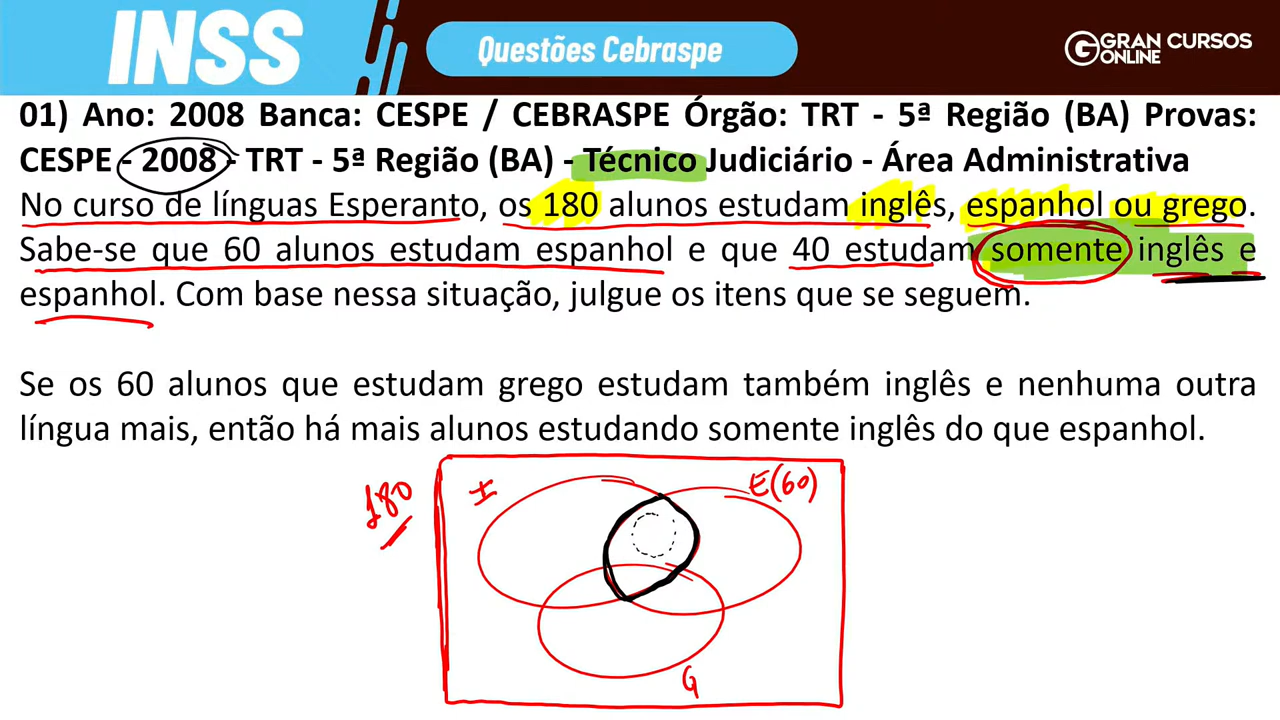 INSS
Questões Cebraspe
GRAN CURSOS
ONLINE
01) Ano: 2008 Banca: CESPE / CEBRASPE Órgão: TRT - 5ª Região (BA) Provas:
CESPE - 2008 - TRT - 5ª Região (BA) - Técnico Judiciário - Área Administrativa
No curso de línguas Esperanto, os 180 alunos estudam inglês, espanhol ou grego.
Sabe-se que 60 alunos estudam espanhol e que 40 estudam somente inglês e
espanhol. Com base nessa situação, julgue os itens que se seguem.
Se os 60 alunos que estudam grego estudam também inglês e nenhuma outra
língua mais, então há mais alunos estudando somente inglês do que espanhol.
180
I
E(60)
G